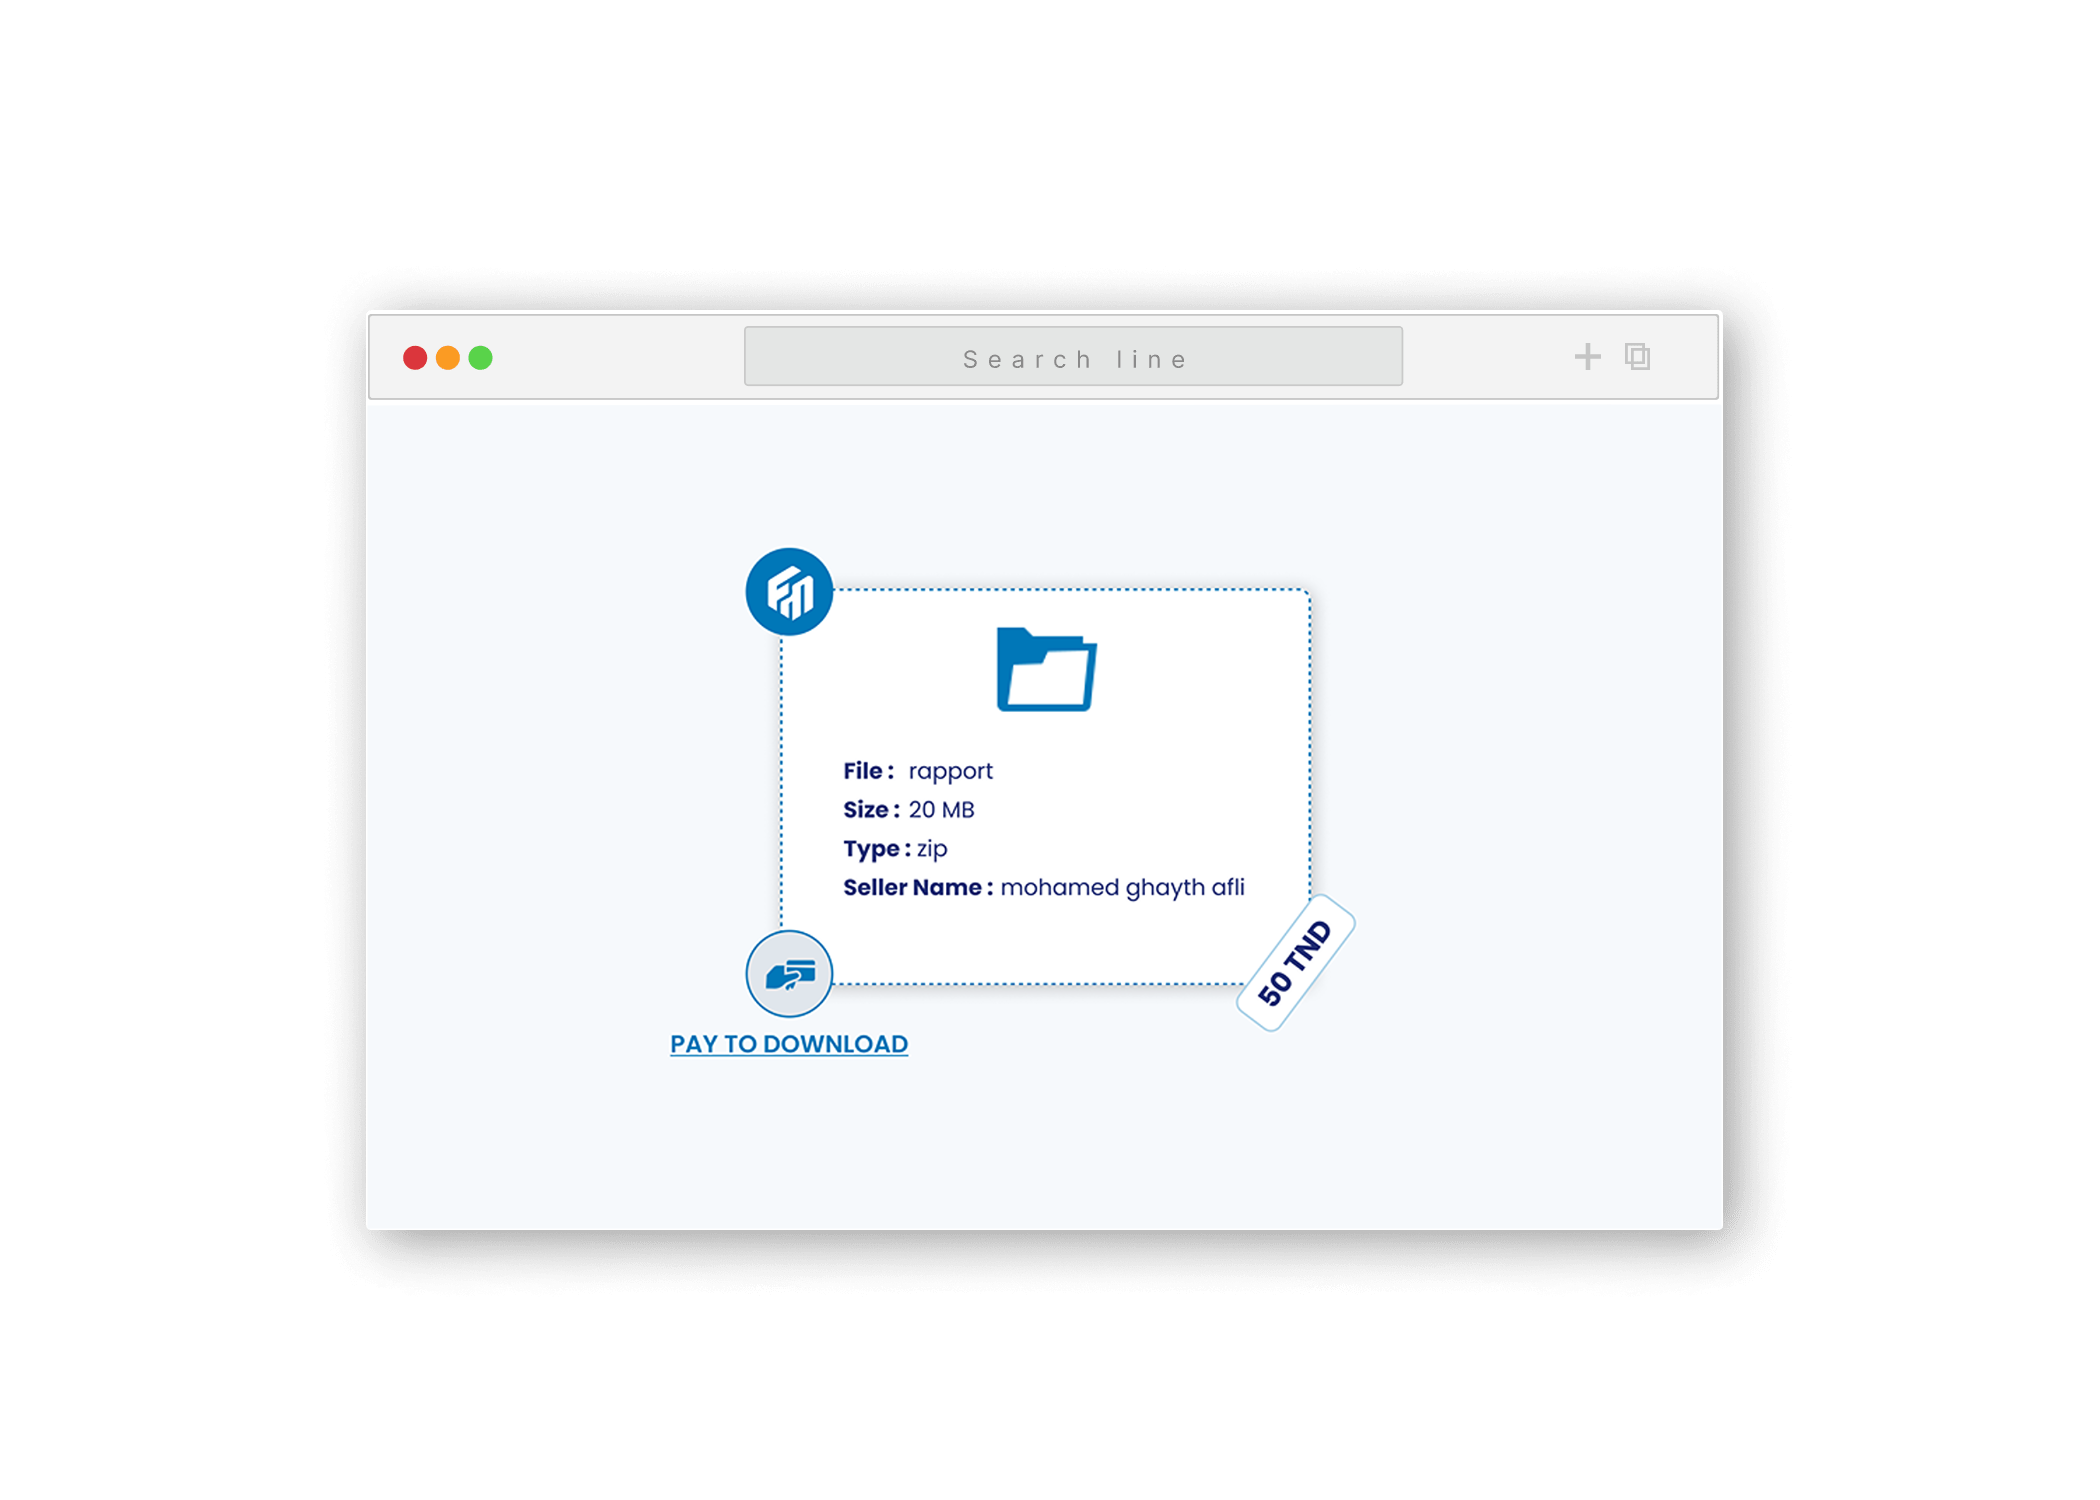 Search line
File : rapport
Size : 20 MB
Type : zip
Seller Name : mohamed ghayth afli
50 TND
PAY TO DOWNLOAD